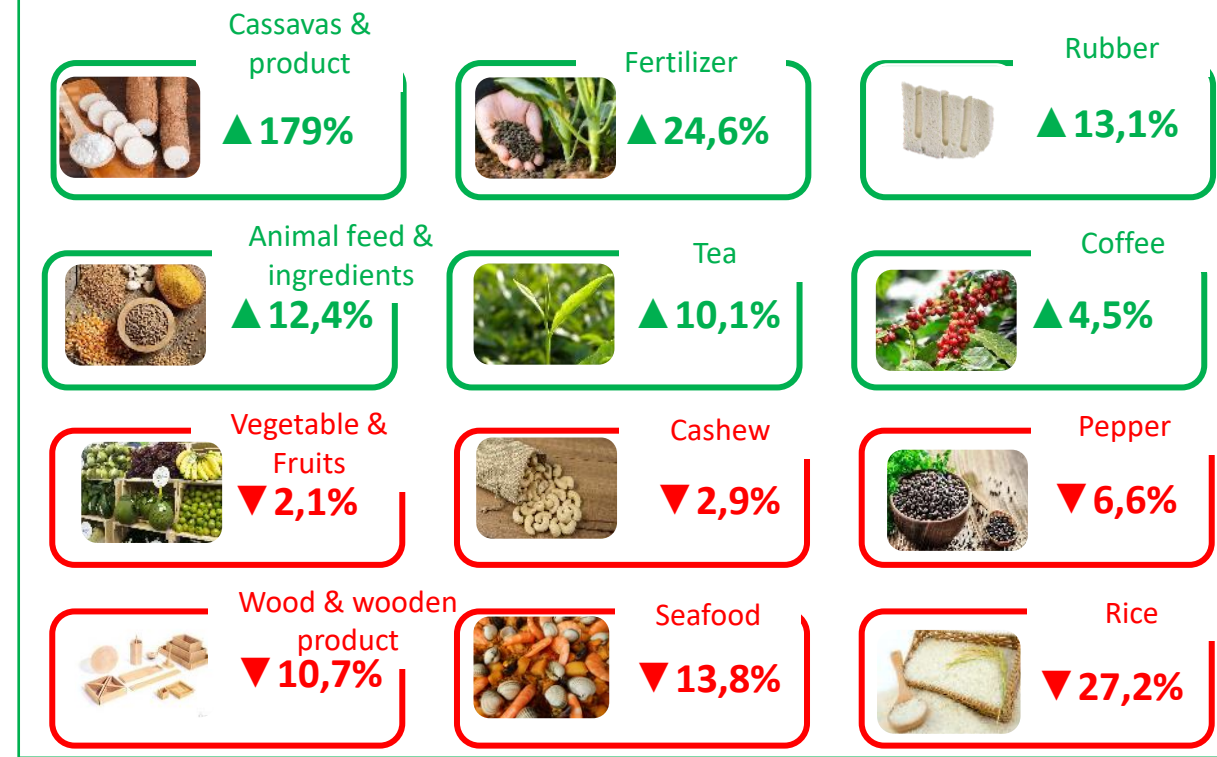 Cassavas &
product
▲179%
Fertilizer
▲24,6%
Rubber
▲13,1%
Animal feed &
ingredients
▲12,4%
Tea
▲10,1%
Coffee
▲4,5%
Vegetable &
Fruits
▼2,1%
Cashew
▼2,9%
Pepper
▼6,6%
Wood & wooden
product
▼10,7%
Seafood
▼13,8%
Rice
▼27,2%